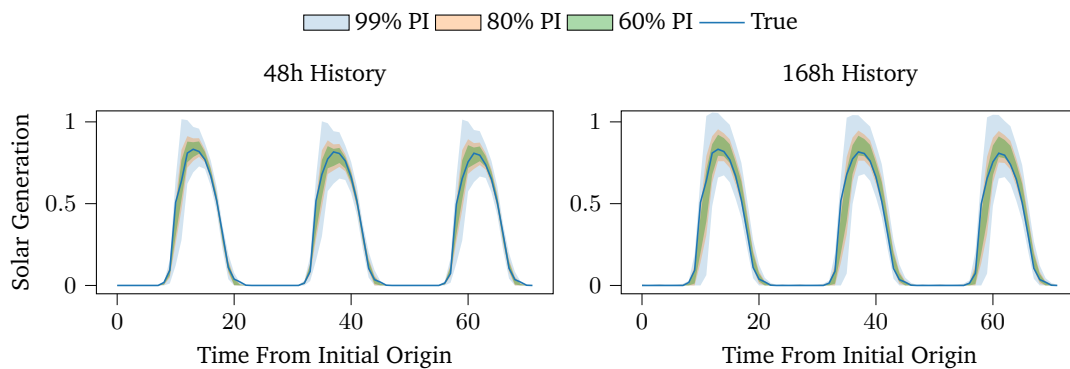 99% PI 80% PI 60% PI True
48h History
168h History
Solar Generation
1
0.5
0
0 20 40 60
Time From Initial Origin
1
0.5
0
0 20 40 60
Time From Initial Origin